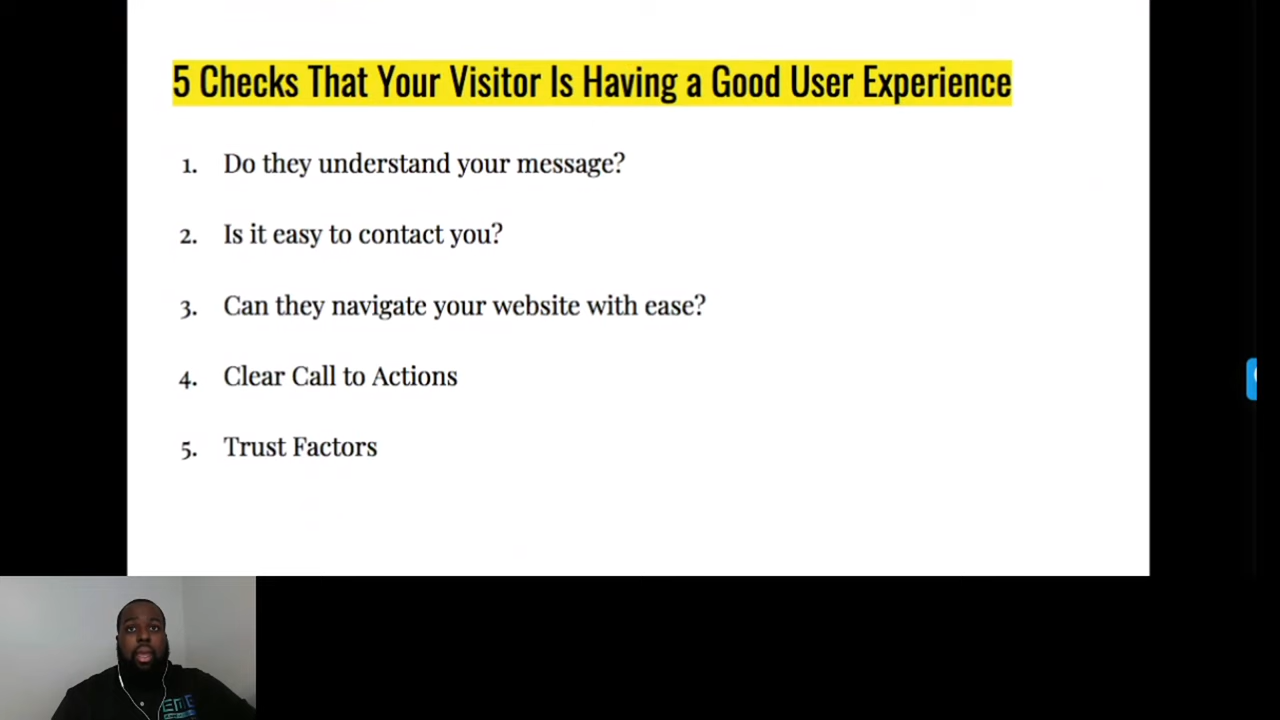 5 Checks That Your Visitor Is Having a Good User Experience
1. Do they understand your message?
2. Is it easy to contact you?
3. Can they navigate your website with ease?
4. Clear Call to Actions
5. Trust Factors